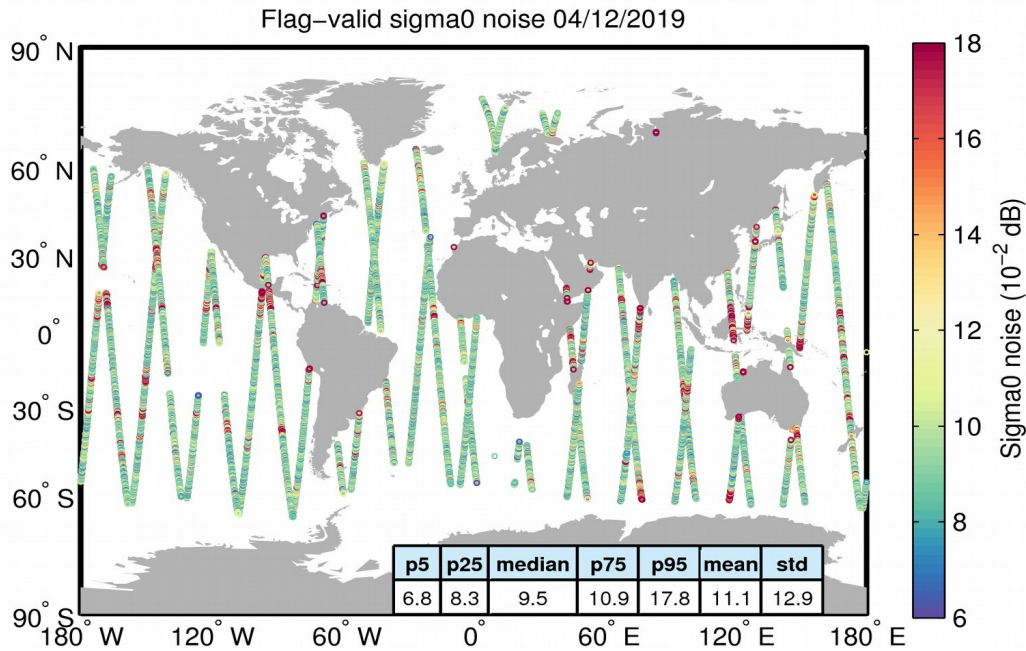 Flag-valid sigma0 noise 04/12/2019
90° N
60° N
30° N
0°
30° S
60° S
90° S
180° W
120° W
60° W
0°
60° E
120° E
180° E
p5 p25 median p75 p95 mean std
6.8 8.3 9.5 10.9 17.8 11.1 12.9
18
16
14
12
10
8
6
Sigma0 noise (10⁻² dB)